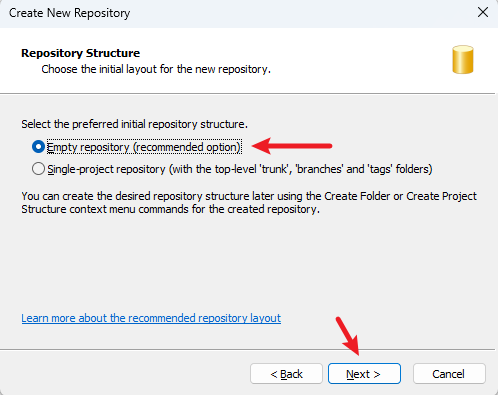 Create New Repository
Repository Structure
Choose the initial layout for the new repository.
Select the preferred initial repository structure.
Empty repository (recommended option)
Single-project repository (with the top-level 'trunk', 'branches' and 'tags' folders)
You can create the desired repository structure later using the Create Folder or Create Project
Structure context menu commands for the created repository.
Learn more about the recommended repository layout
< Back
Next >
Cancel